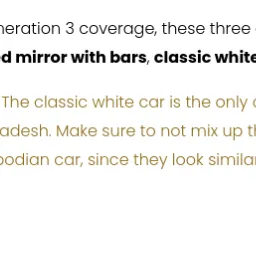 neration 3 coverage, these three
d mirror with bars, classic white
The classic white car is the only
adesh. Make sure to not mix up th
bodian car, since they look similar